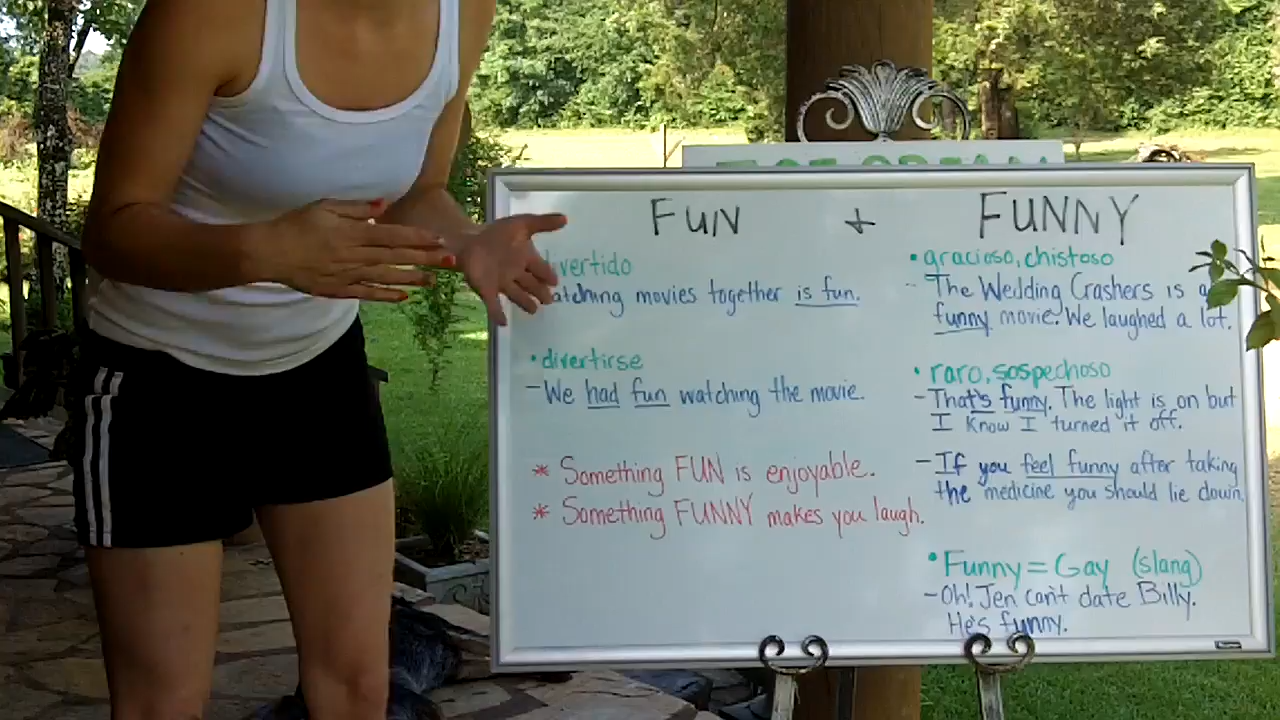 FUN + FUNNY
divertido
atching movies together is fun.
• divertirse
- We had fun watching the movie.
* Something FUN is enjoyable.
* Something FUNNY makes you laugh.
• gracioso, chistoso
- The Wedding Crashers is a
funny movie. We laughed a lot.
• raro, sospechoso
- That's funny. The light is on but
I know I turned it off.
- If you feel funny after taking
the medicine you should lie down.
• Funny = Gay (slang)
- Oh! Jen can't date Billy.
He's funny.